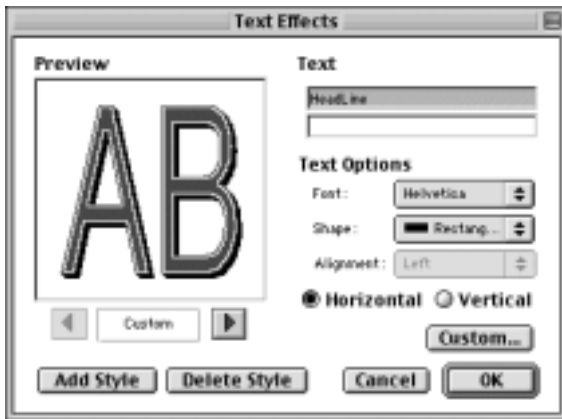 Text Effects
Preview
AB
Custom
Add Style
Delete Style
Text
HeadLine
Text Options
Font: Helvetica
Shape: Rectang...
Alignment: Left
Horizontal Vertical
Custom...
Cancel
OK